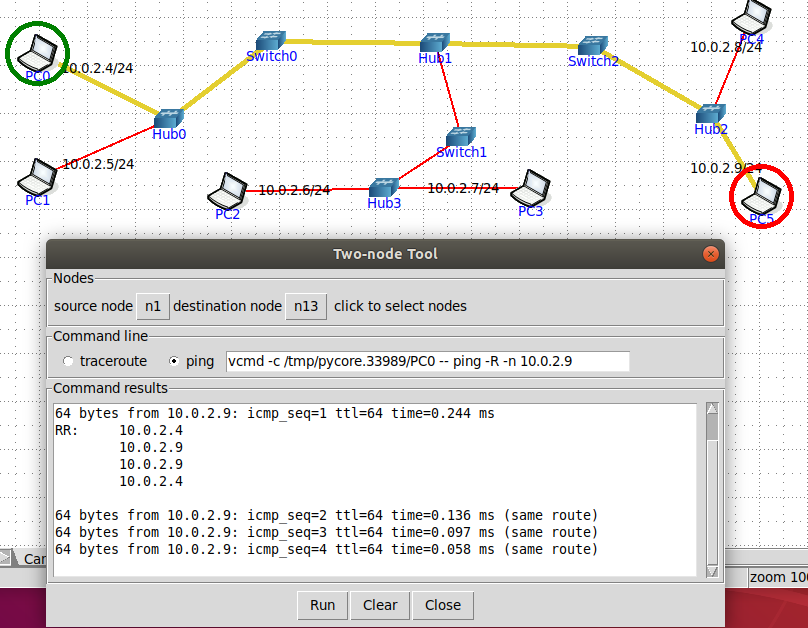 PC4
10.0.2.8/24
Switch0
Hub1
Switch2
PC0
10.0.2.4/24
Hub0
Hub2
Switch1
10.0.2.5/24
10.0.2.9/24
PC1
10.0.2.6/24
10.0.2.7/24
PC2
Hub3
PC3
PC5
Two-node Tool
Nodes
source node n1 destination node n13 click to select nodes
Command line
traceroute ping vcmd -c /tmp/pycore.33989/PC0 -- ping -R -n 10.0.2.9
Command results
64 bytes from 10.0.2.9: icmp_seq=1 ttl=64 time=0.244 ms
RR: 10.0.2.4
10.0.2.9
10.0.2.9
10.0.2.4
64 bytes from 10.0.2.9: icmp_seq=2 ttl=64 time=0.136 ms (same route)
64 bytes from 10.0.2.9: icmp_seq=3 ttl=64 time=0.097 ms (same route)
64 bytes from 10.0.2.9: icmp_seq=4 ttl=64 time=0.058 ms (same route)
Run Clear Close
zoom